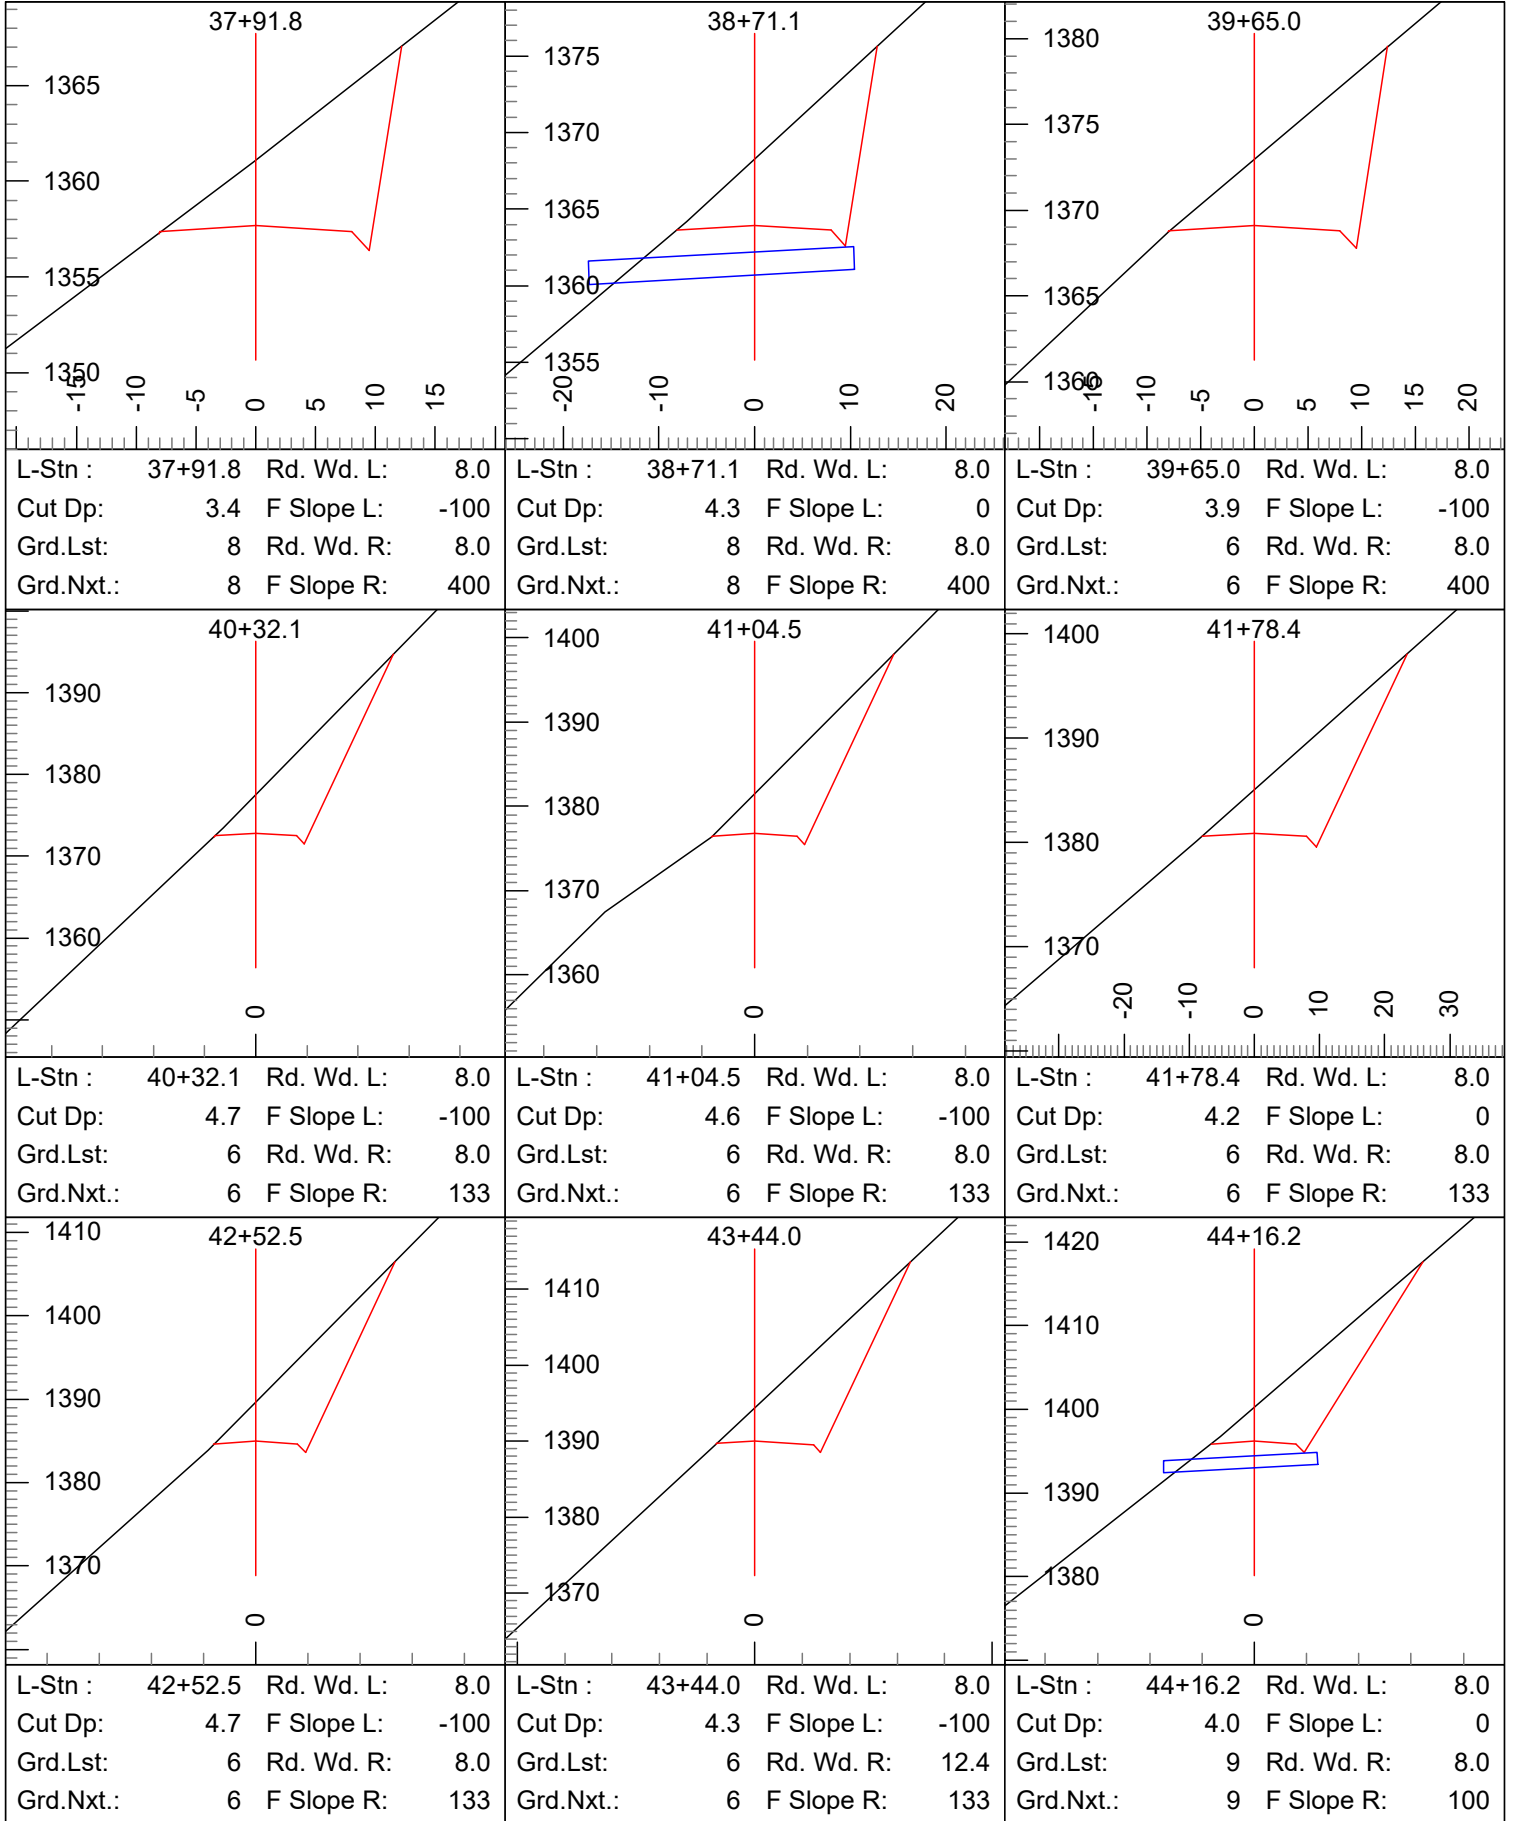 37+91.8
1365
1360
1355
1350
-15 -10 -5 0 5 10 15
L-Stn : 37+91.8 Rd. Wd. L: 8.0
Cut Dp: 3.4 F Slope L: -100
Grd.Lst: 8 Rd. Wd. R: 8.0
Grd.Nxt.: 8 F Slope R: 400
38+71.1
1375
1370
1365
1360
1355
-20 -10 0 10 20
L-Stn : 38+71.1 Rd. Wd. L: 8.0
Cut Dp: 4.3 F Slope L: 0
Grd.Lst: 8 Rd. Wd. R: 8.0
Grd.Nxt.: 8 F Slope R: 400
39+65.0
1380
1375
1370
1365
1360
-15 -10 -5 0 5 10 15 20
L-Stn : 39+65.0 Rd. Wd. L: 8.0
Cut Dp: 3.9 F Slope L: -100
Grd.Lst: 6 Rd. Wd. R: 8.0
Grd.Nxt.: 6 F Slope R: 400
40+32.1
1390
1380
1370
1360
0
L-Stn : 40+32.1 Rd. Wd. L: 8.0
Cut Dp: 4.7 F Slope L: -100
Grd.Lst: 6 Rd. Wd. R: 8.0
Grd.Nxt.: 6 F Slope R: 133
41+04.5
1400
1390
1380
1370
1360
0
L-Stn : 41+04.5 Rd. Wd. L: 8.0
Cut Dp: 4.6 F Slope L: -100
Grd.Lst: 6 Rd. Wd. R: 8.0
Grd.Nxt.: 6 F Slope R: 133
41+78.4
1400
1390
1380
1370
-20 -10 0 10 20 30
L-Stn : 41+78.4 Rd. Wd. L: 8.0
Cut Dp: 4.2 F Slope L: 0
Grd.Lst: 6 Rd. Wd. R: 8.0
Grd.Nxt.: 6 F Slope R: 133
42+52.5
1410
1400
1390
1380
1370
0
L-Stn : 42+52.5 Rd. Wd. L: 8.0
Cut Dp: 4.7 F Slope L: -100
Grd.Lst: 6 Rd. Wd. R: 8.0
Grd.Nxt.: 6 F Slope R: 133
43+44.0
1410
1400
1390
1380
1370
0
L-Stn : 43+44.0 Rd. Wd. L: 8.0
Cut Dp: 4.3 F Slope L: -100
Grd.Lst: 6 Rd. Wd. R: 12.4
Grd.Nxt.: 6 F Slope R: 133
44+16.2
1420
1410
1400
1390
1380
0
L-Stn : 44+16.2 Rd. Wd. L: 8.0
Cut Dp: 4.0 F Slope L: 0
Grd.Lst: 9 Rd. Wd. R: 8.0
Grd.Nxt.: 9 F Slope R: 100